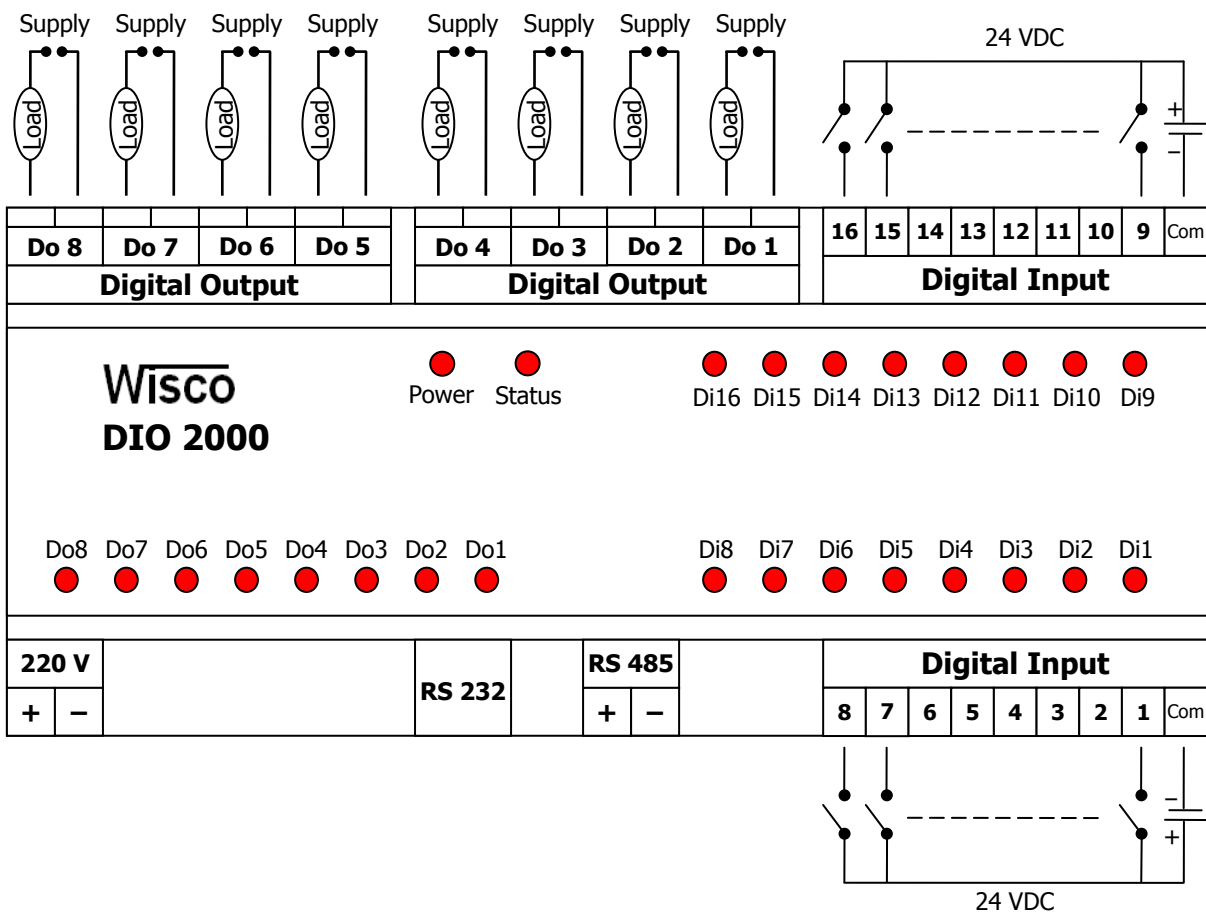 Supply Supply Supply Supply Supply Supply Supply Supply
24 VDC
Load Load Load Load Load Load Load Load
+
−
Do 8 Do 7 Do 6 Do 5 Do 4 Do 3 Do 2 Do 1 16 15 14 13 12 11 10 9 Com
Digital Output Digital Output Digital Input
Wisco
DIO 2000
Power Status Di16 Di15 Di14 Di13 Di12 Di11 Di10 Di9
Do8 Do7 Do6 Do5 Do4 Do3 Do2 Do1 Di8 Di7 Di6 Di5 Di4 Di3 Di2 Di1
220 V RS 232 RS 485 Digital Input
+ − + − 8 7 6 5 4 3 2 1 Com
−
+
24 VDC